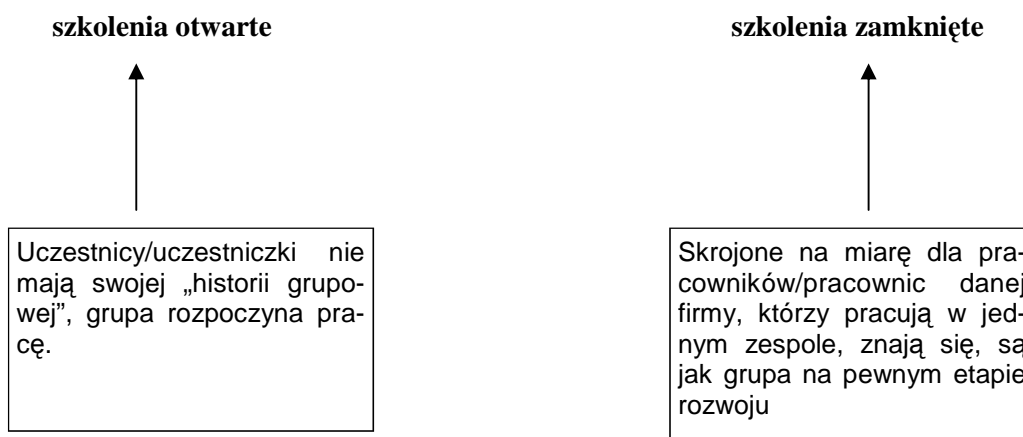 szkolenia otwarte
szkolenia zamknięte
Uczestnicy/uczestniczki nie
mają swojej „historii grupo-
wej”, grupa rozpoczyna pra-
cę.
Skrojone na miarę dla pra-
cowników/pracownic danej
firmy, którzy pracują w jed-
nym zespole, znają się, są
jak grupa na pewnym etapie
rozwoju